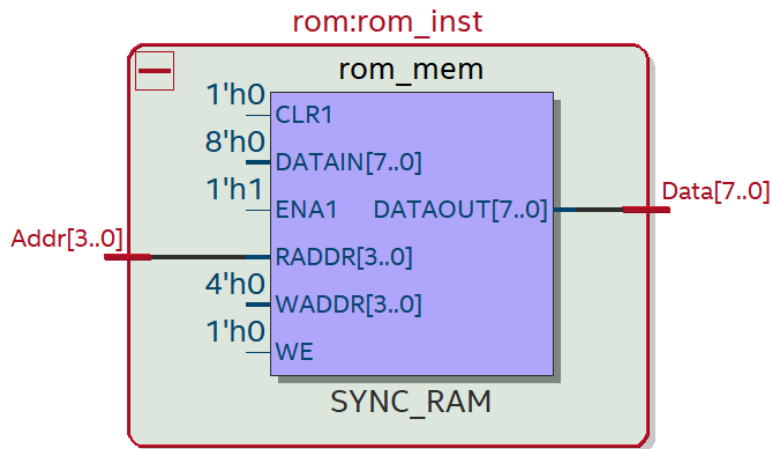 rom:rom_inst
rom_mem
1'h0
CLR1
8'h0
DATAIN[7..0]
1'h1
ENA1 DATAOUT[7..0]
Data[7..0]
Addr[3..0]
RADDR[3..0]
4'h0
WADDR[3..0]
1'h0
WE
SYNC_RAM